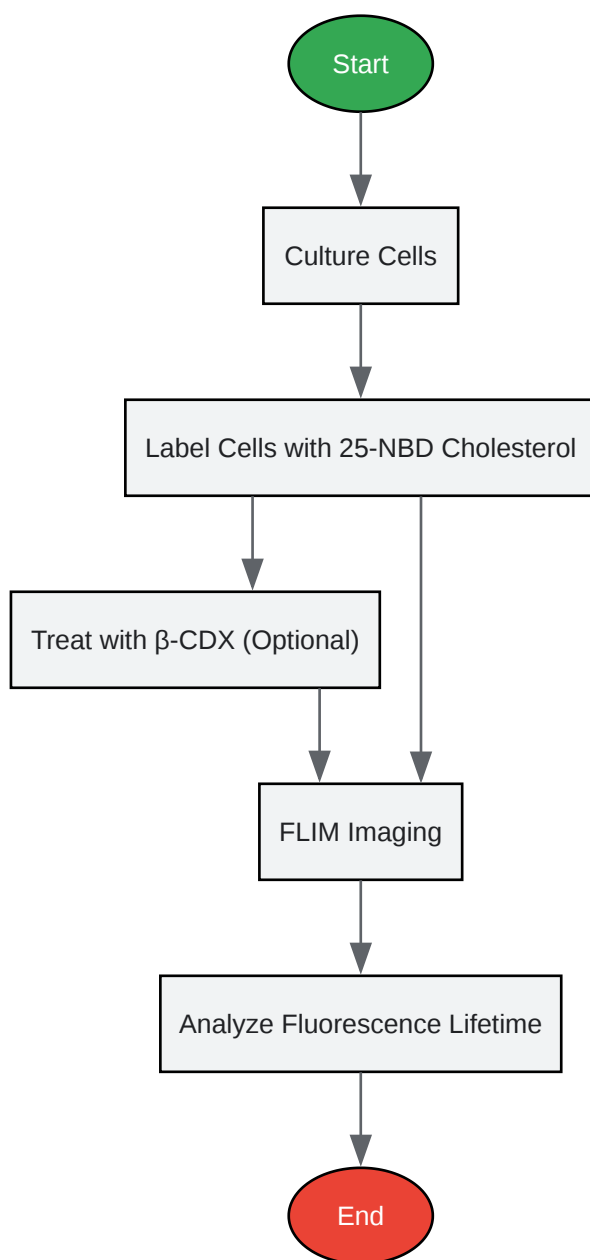 Start
Culture Cells
Label Cells with 25-NBD Cholesterol
Treat with β-CDX (Optional)
FLIM Imaging
Analyze Fluorescence Lifetime
End